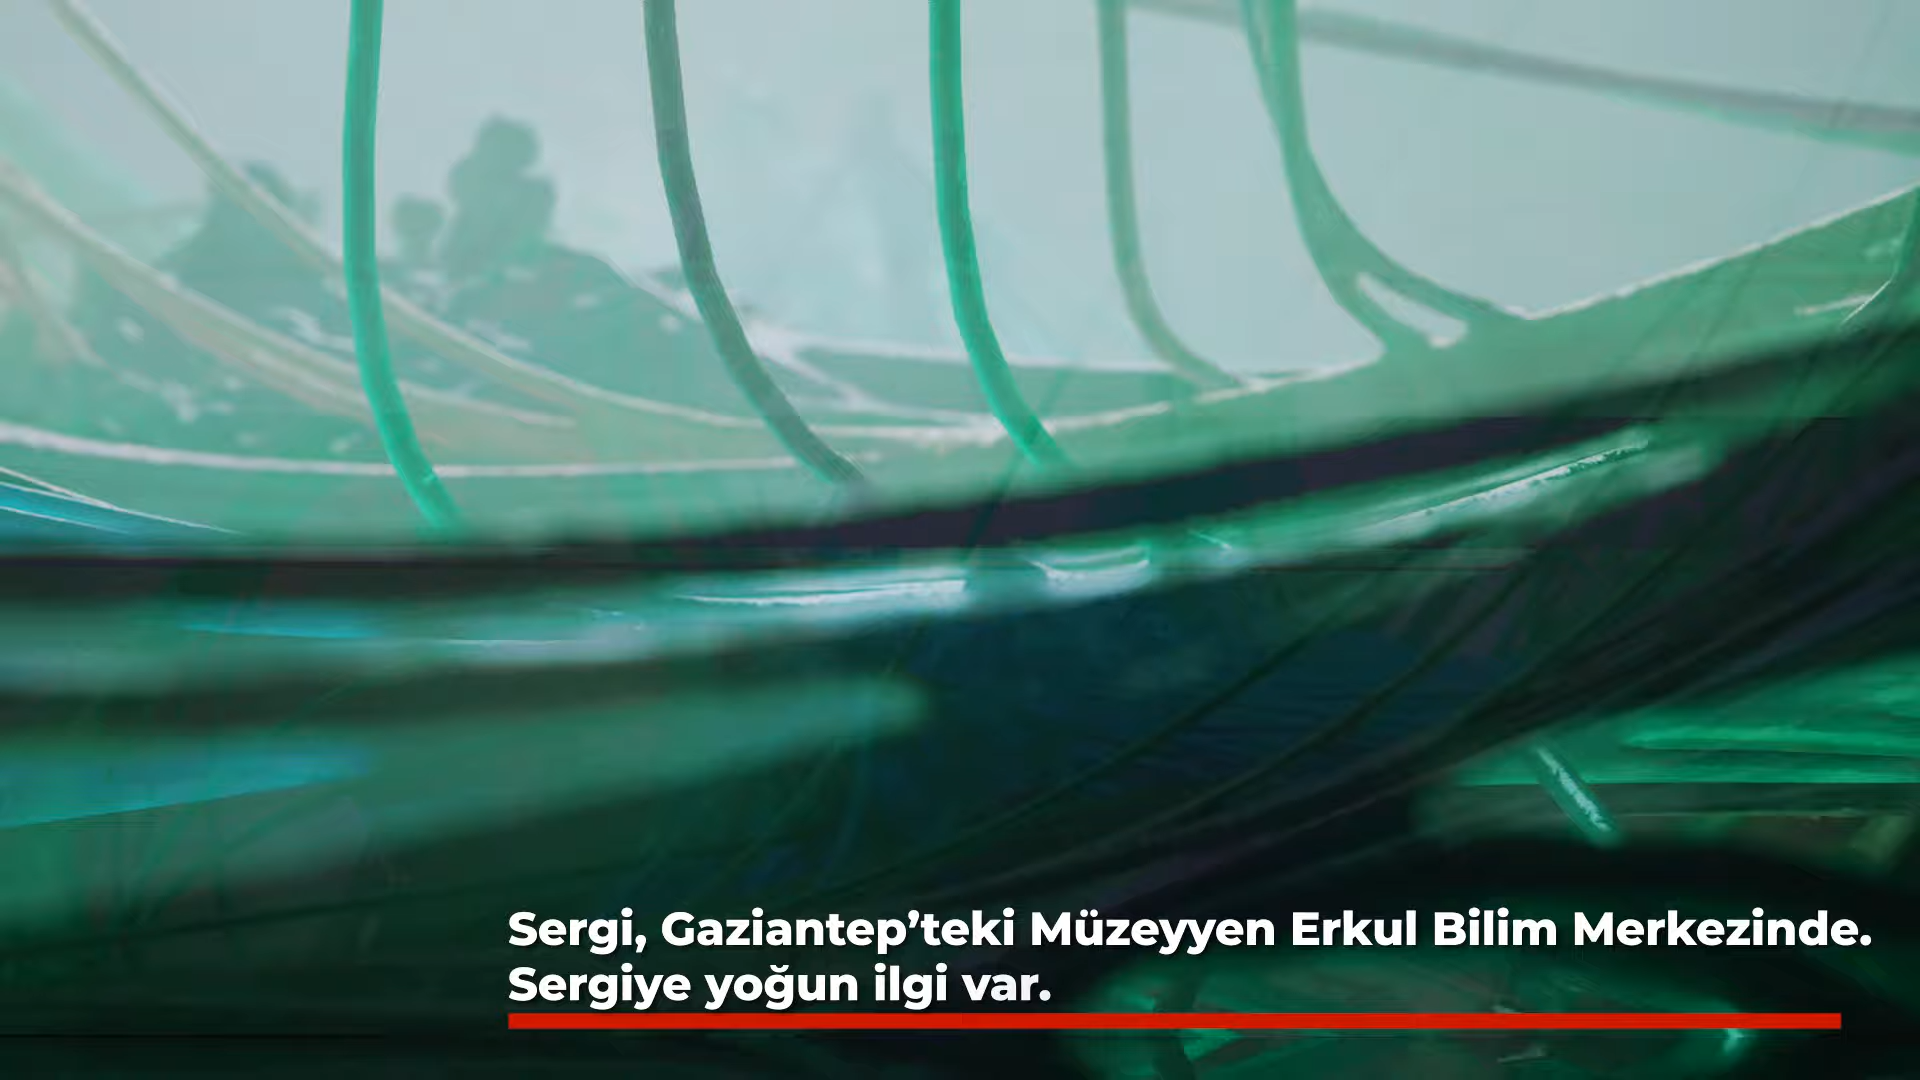 Sergi, Gaziantep’teki Müzeyyen Erkul Bilim Merkezinde.
Sergiye yoğun ilgi var.